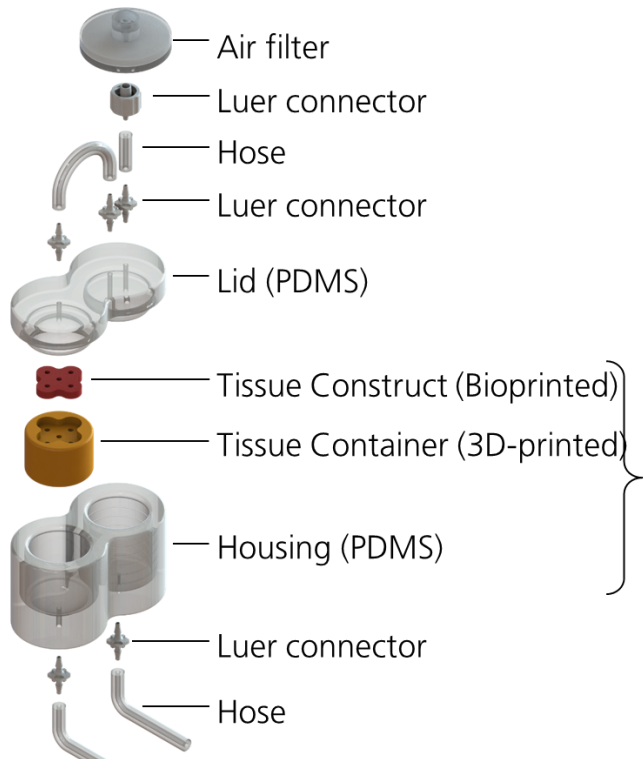 Air filter
Luer connector
Hose
Luer connector
Lid (PDMS)
Tissue Construct (Bioprinted)
Tissue Container (3D-printed)
Housing (PDMS)
Luer connector
Hose